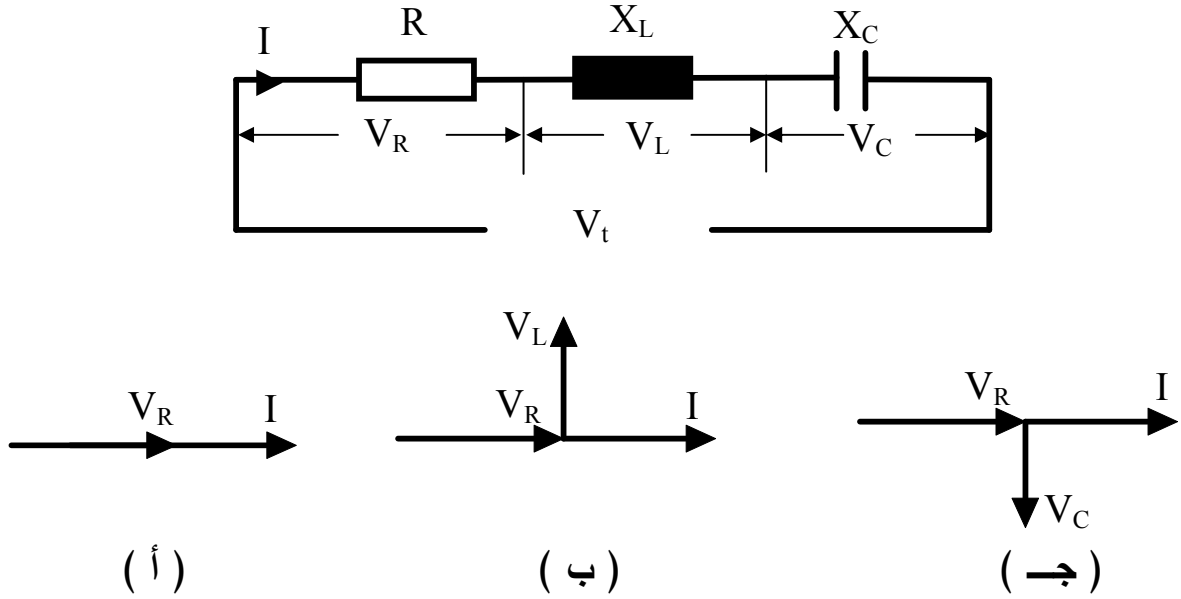 I R X_L X_C
V_R V_L V_C
V_t
V_R I
V_L
V_R I
V_R I
V_C
( أ )
( ب )
( جـ )